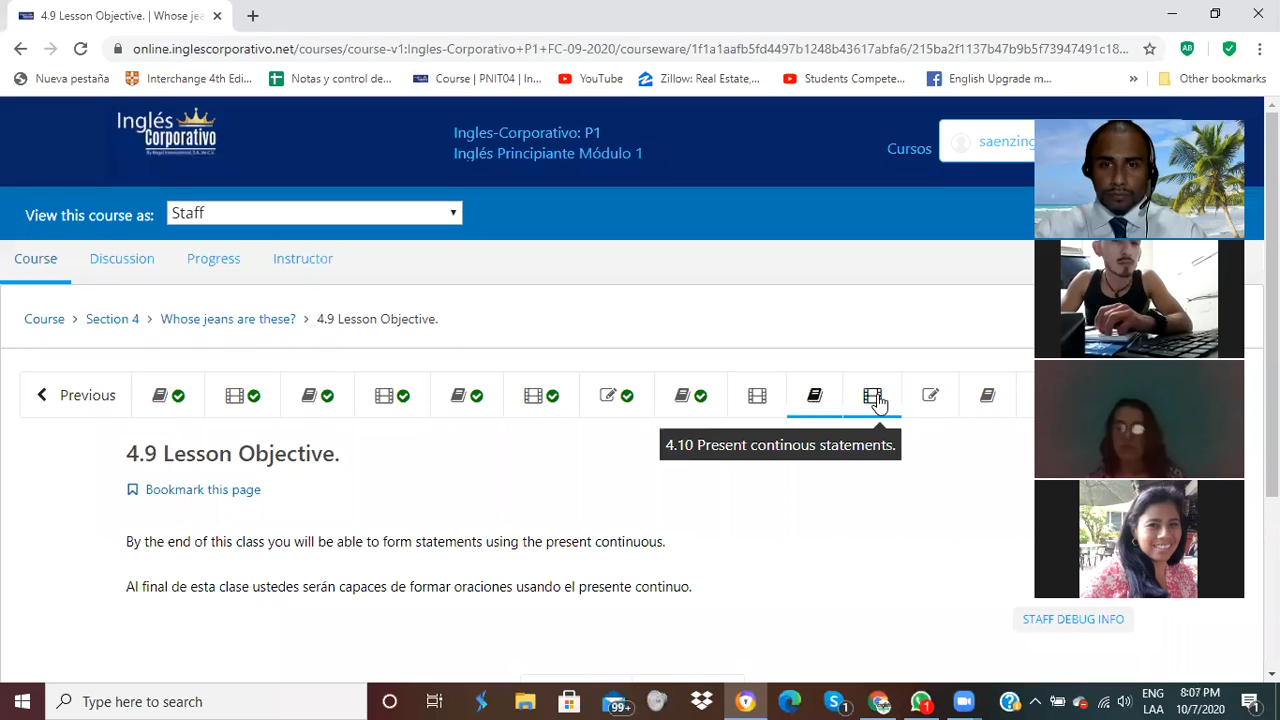 4.9 Lesson Objective. | Whose jea
online.inglescorporativo.net/courses/course-v1:Ingles-Corporativo+P1+FC-09-2020/courseware/1f1a1aafb5fd4497b1248b43617abfa6/215ba2f1137b47b9b5f73947491c18...
Nueva pestaña
Interchange 4th Edi...
Notas y control de...
Course | PNIT04 | In...
YouTube
Zillow: Real Estate,...
Students Compete...
English Upgrade m...
»
Other bookmarks
Inglés
Corporativo
Ingles-Corporativo: P1
Inglés Principiante Módulo 1
Cursos
saenzing
View this course as:
Staff
Course
Discussion
Progress
Instructor
Course > Section 4 > Whose jeans are these? > 4.9 Lesson Objective.
Previous
4.10 Present continous statements.
4.9 Lesson Objective.
Bookmark this page
By the end of this class you will be able to form statements using the present continuous.
Al final de esta clase ustedes serán capaces de formar oraciones usando el presente continuo.
STAFF DEBUG INFO
Type here to search
99+
1
1
ENG
LAA
8:07 PM
10/7/2020